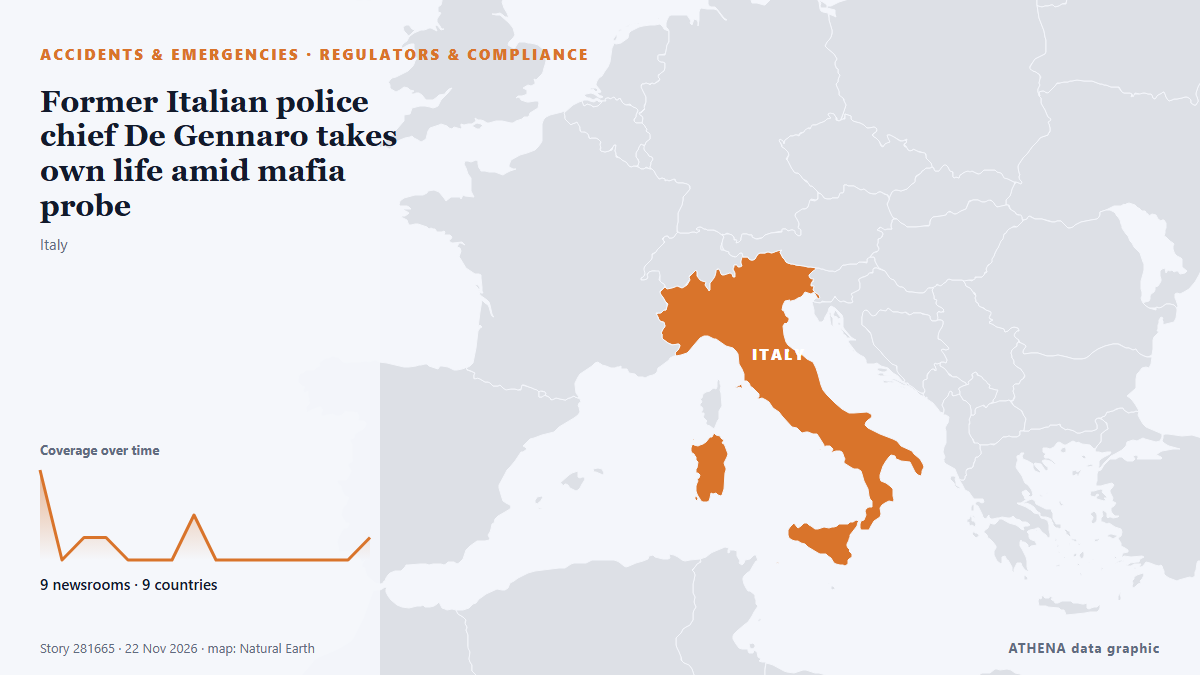 ACCIDENTS & EMERGENCIES · REGULATORS & COMPLIANCE
Former Italian police
chief De Gennaro takes
own life amid mafia
probe
Italy
ITALY
Coverage over time
9 newsrooms · 9 countries
Story 281665 · 22 Nov 2026 · map: Natural Earth
ATHENA data graphic